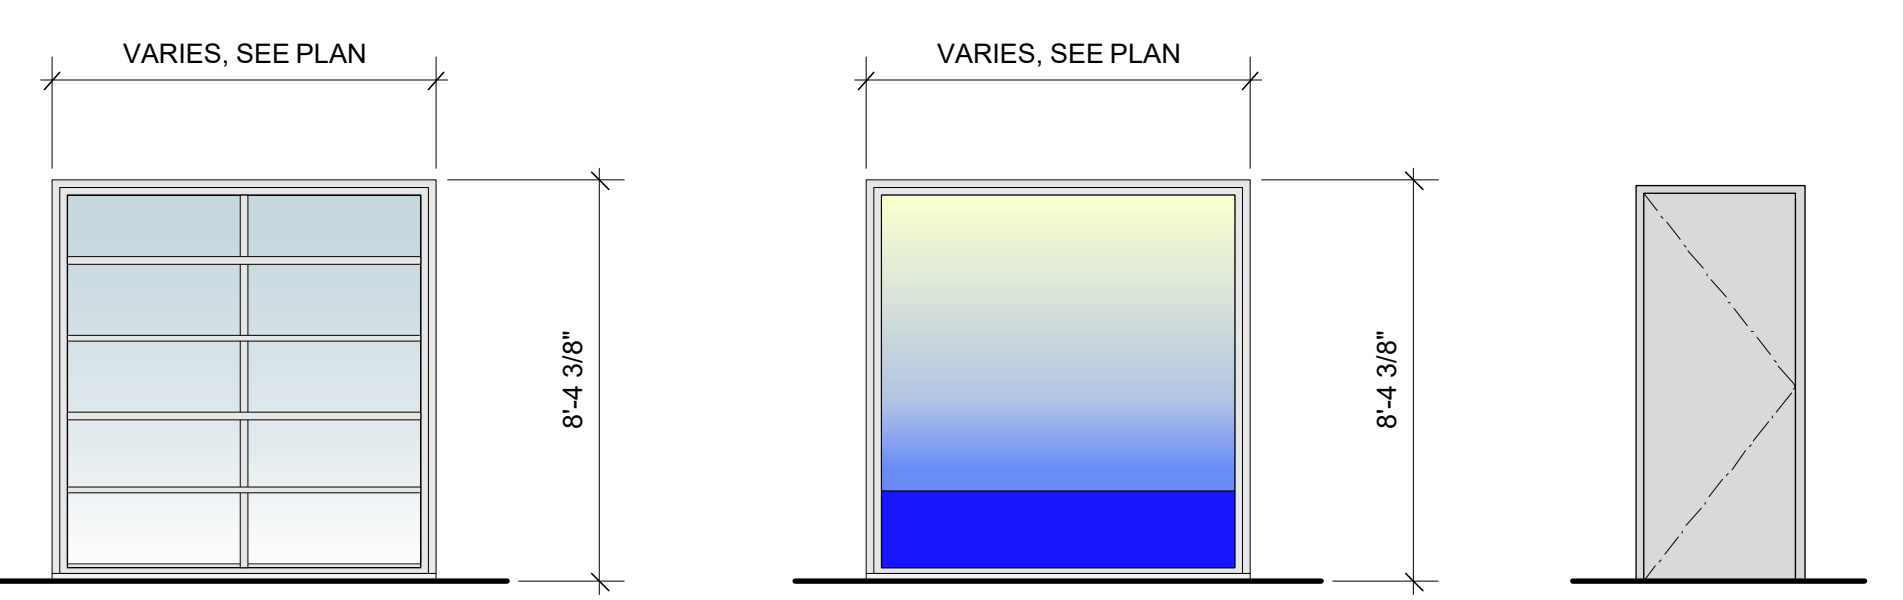 VARIES, SEE PLAN
VARIES, SEE PLAN
8'-4 3/8"
8'-4 3/8"